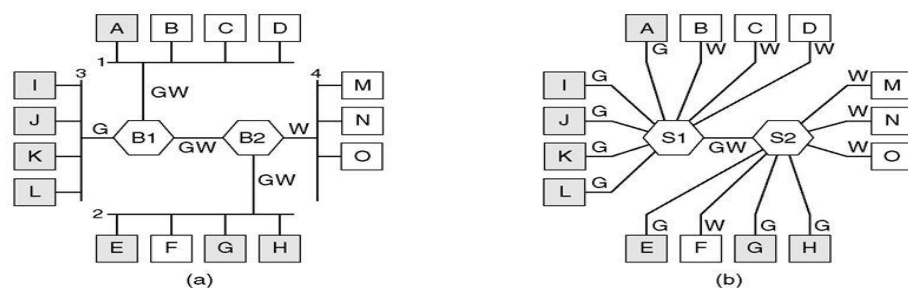 A B C D
1
3 4
GW
I M
J N
G B1 GW B2 W
K O
L GW
2
E F G H
(a)
A B C D
G W W W
I G W M
J G S1 GW S2 W N
K G W O
L G
G W G G
E F G H
(b)